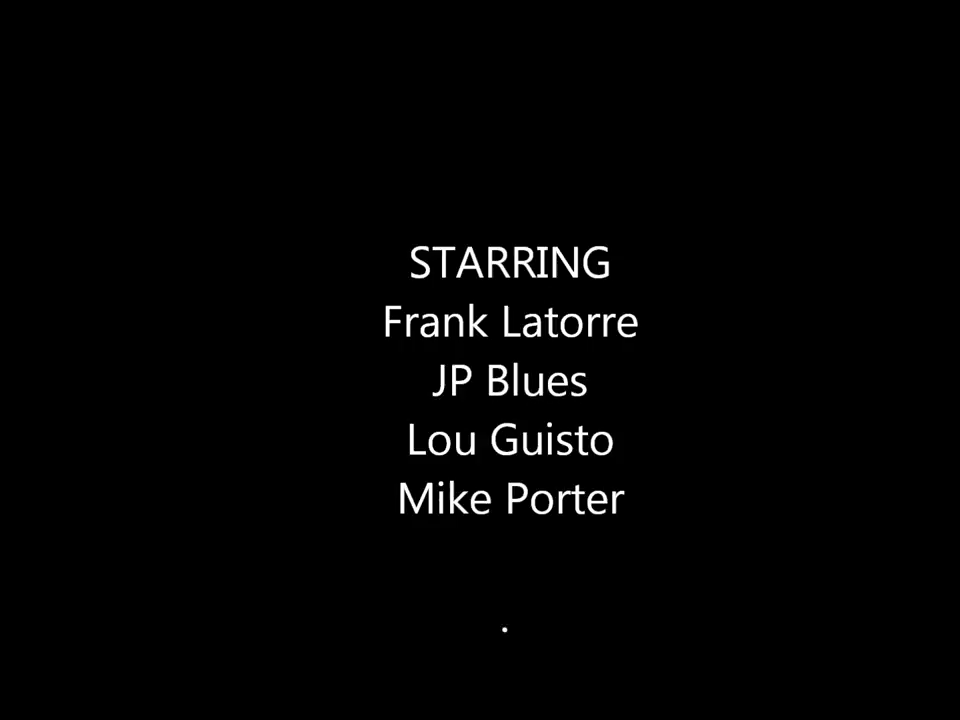 STARRING
Frank Latorre
JP Blues
Lou Guisto
Mike Porter
.